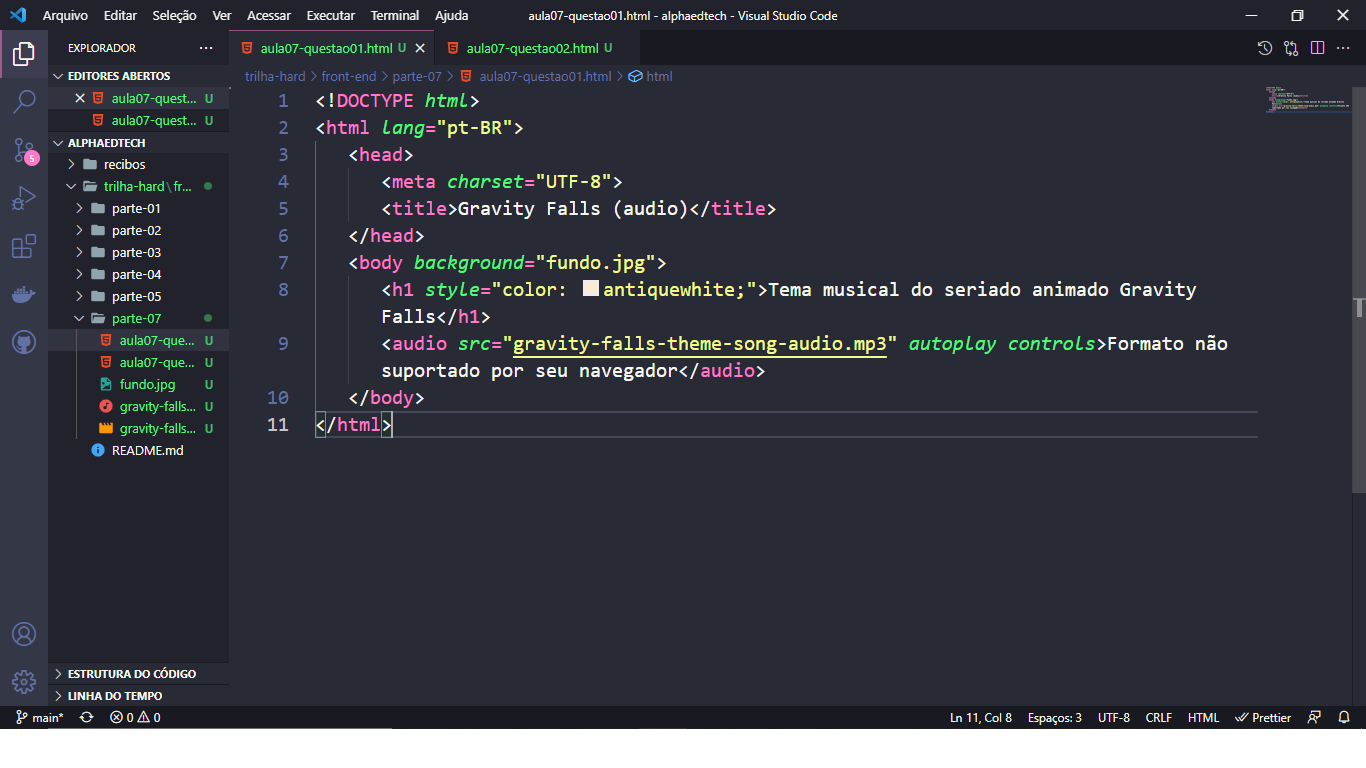 Arquivo Editar Seleção Ver Acessar Executar Terminal Ajuda aula07-questao01.html - alphaedtech - Visual Studio Code
EXPLORADOR ...
aula07-questao01.html U
aula07-questao02.html U
EDITORES ABERTOS
aula07-quest... U
aula07-quest... U
ALPHAEDTECH
recibos
trilha-hard\fr...
parte-01
parte-02
parte-03
parte-04
parte-05
parte-07
aula07-que... U
aula07-que... U
fundo.jpg U
gravity-falls... U
gravity-falls... U
README.md
ESTRUTURA DO CÓDIGO
LINHA DO TEMPO
5
trilha-hard > front-end > parte-07 > aula07-questao01.html > html
1 <!DOCTYPE html>
2 <html lang="pt-BR">
3 <head>
4 <meta charset="UTF-8">
5 <title>Gravity Falls (audio)</title>
6 </head>
7 <body background="fundo.jpg">
8 <h1 style="color: antiquewhite;">Tema musical do seriado animado Gravity
Falls</h1>
9 <audio src="gravity-falls-theme-song-audio.mp3" autoplay controls>Formato não
suportado por seu navegador</audio>
10 </body>
11 </html>
main* 0 0 Ln 11, Col 8 Espaços: 3 UTF-8 CRLF HTML Prettier